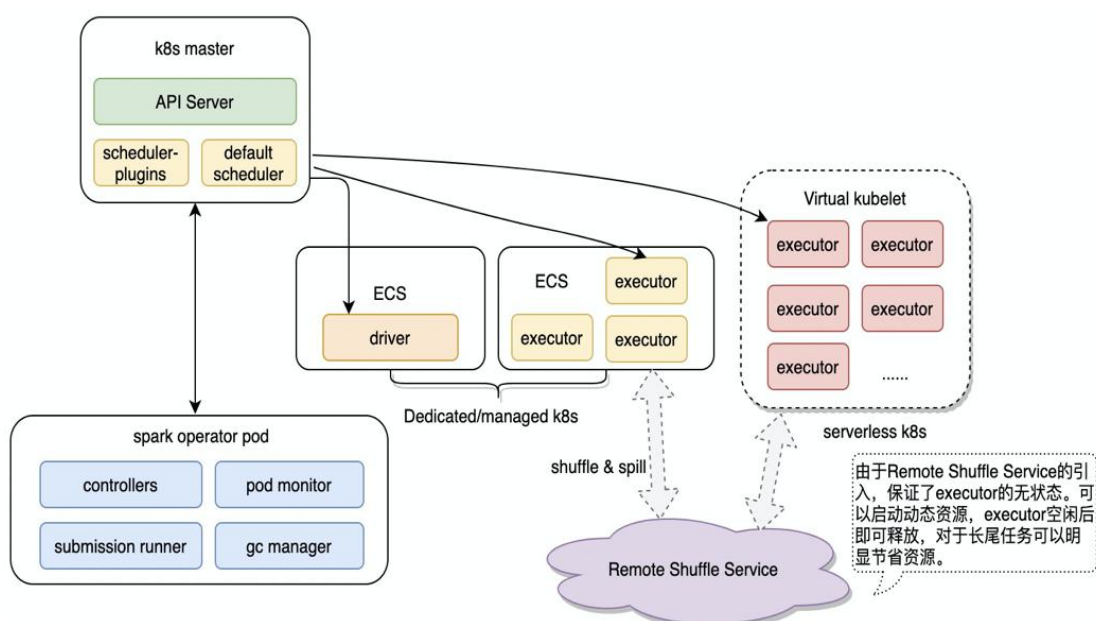 k8s master
API Server
scheduler-
plugins
default
scheduler
Virtual kubelet
executor
executor
executor
executor
executor
......
serverless k8s
ECS
driver
ECS
executor
executor
executor
Dedicated/managed k8s
spark operator pod
controllers
pod monitor
submission runner
gc manager
shuffle & spill
Remote Shuffle Service
由于Remote Shuffle Service的引
入，保证了executor的无状态。可
以启动动态资源，executor空闲后
即可释放，对于长尾任务可以明
显节省资源。